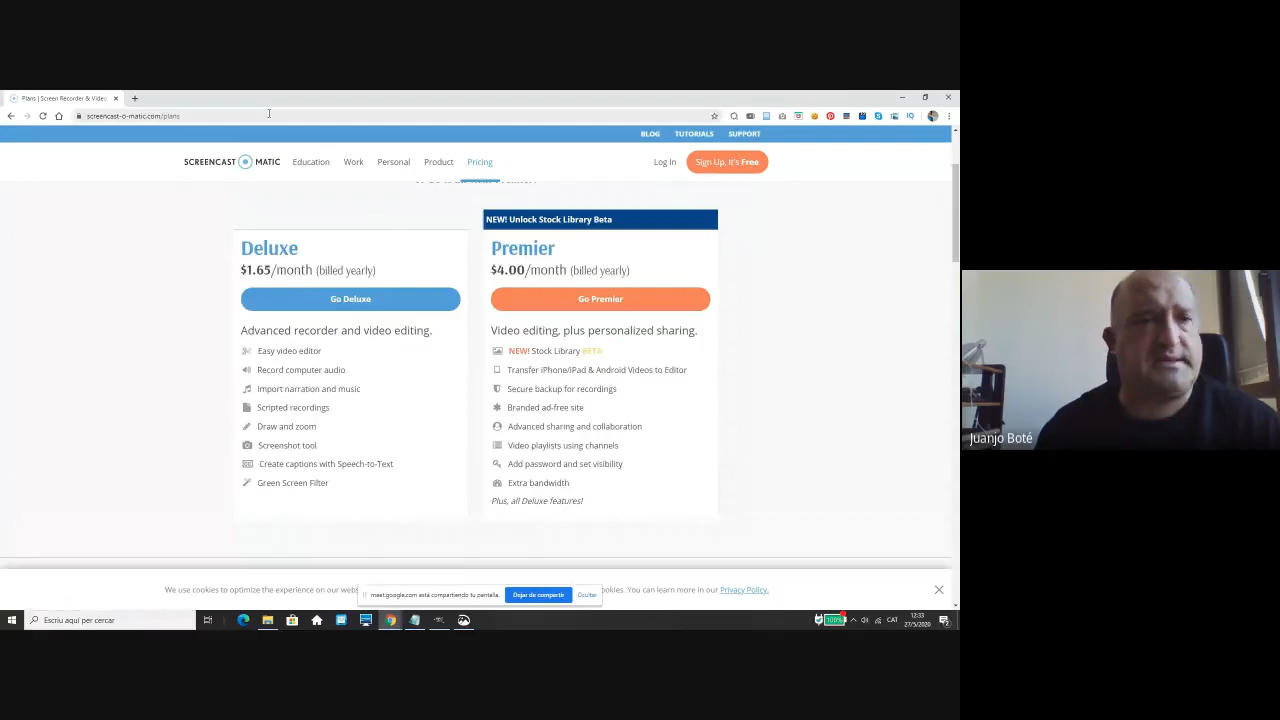 Plans | Screen Recorder & Video
screencast-o-matic.com/plans
BLOG TUTORIALS SUPPORT
SCREENCAST O MATIC Education Work Personal Product Pricing Log In Sign Up, It's Free
NEW! Unlock Stock Library Beta
Deluxe
$1.65/month (billed yearly)
Go Deluxe
Advanced recorder and video editing.
Easy video editor
Record computer audio
Import narration and music
Scripted recordings
Draw and zoom
Screenshot tool
Create captions with Speech-to-Text
Green Screen Filter
Premier
$4.00/month (billed yearly)
Go Premier
Video editing, plus personalized sharing.
NEW! Stock Library BETA
Transfer iPhone/iPad & Android Videos to Editor
Secure backup for recordings
Branded ad-free site
Advanced sharing and collaboration
Video playlists using channels
Add password and set visibility
Extra bandwidth
Plus, all Deluxe features!
Juanjo Boté
We use cookies to optimize the experience on our webs ookies. You can learn more in our Privacy Policy.
meet.google.com está compartiendo tu pantalla. Dejar de compartir Ocultar
Escriu aquí per cercar
100% CAT 12:33
27/5/2020